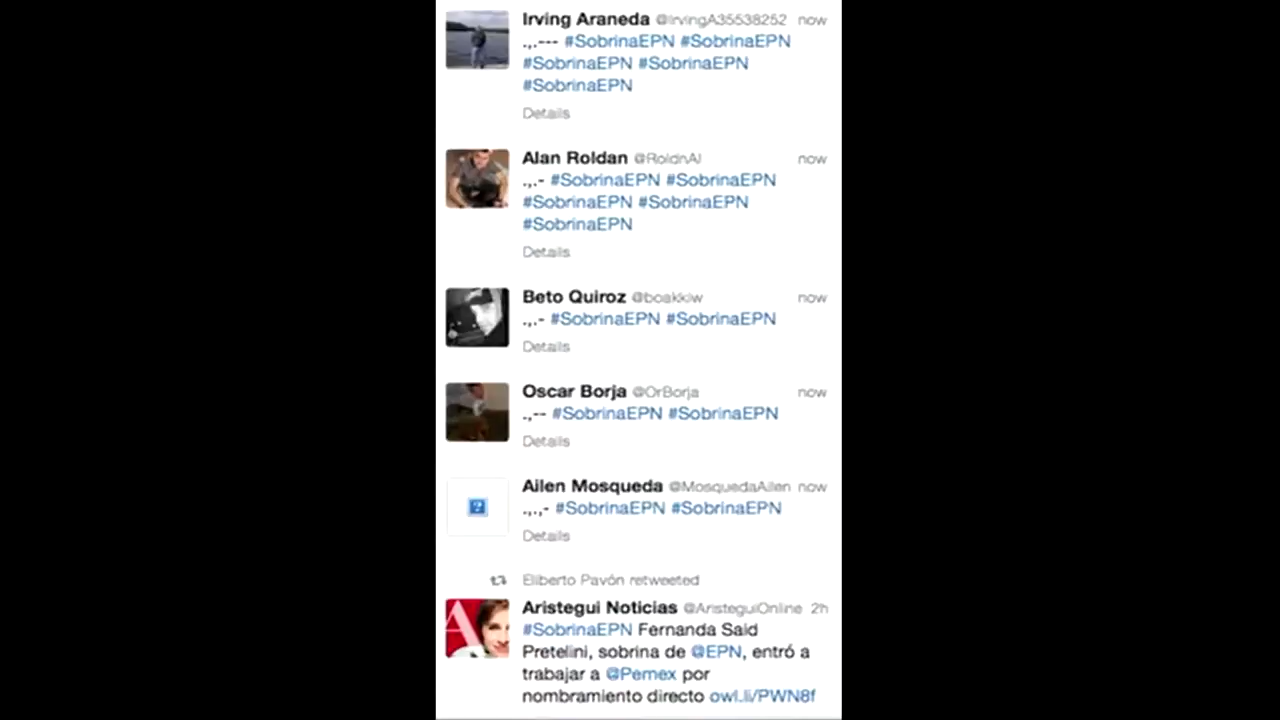 Irving Araneda @IrvingA35538252 now
.,.--- #SobrinaEPN #SobrinaEPN
#SobrinaEPN #SobrinaEPN
#SobrinaEPN
Details
Alan Roldan @RoldnAl now
.,.- #SobrinaEPN #SobrinaEPN
#SobrinaEPN #SobrinaEPN
#SobrinaEPN
Details
Beto Quiroz @boakkiw now
.,.- #SobrinaEPN #SobrinaEPN
Details
Oscar Borja @OrBorja now
.,-- #SobrinaEPN #SobrinaEPN
Details
Ailen Mosqueda @MosquedaAilen now
.,.,- #SobrinaEPN #SobrinaEPN
Details
Eliberto Pavón retweeted
Aristegui Noticias @AristeguiOnline 2h
#SobrinaEPN Fernanda Said
Pretelini, sobrina de @EPN, entró a
trabajar a @Pemex por
nombramiento directo owl.li/PWN8f